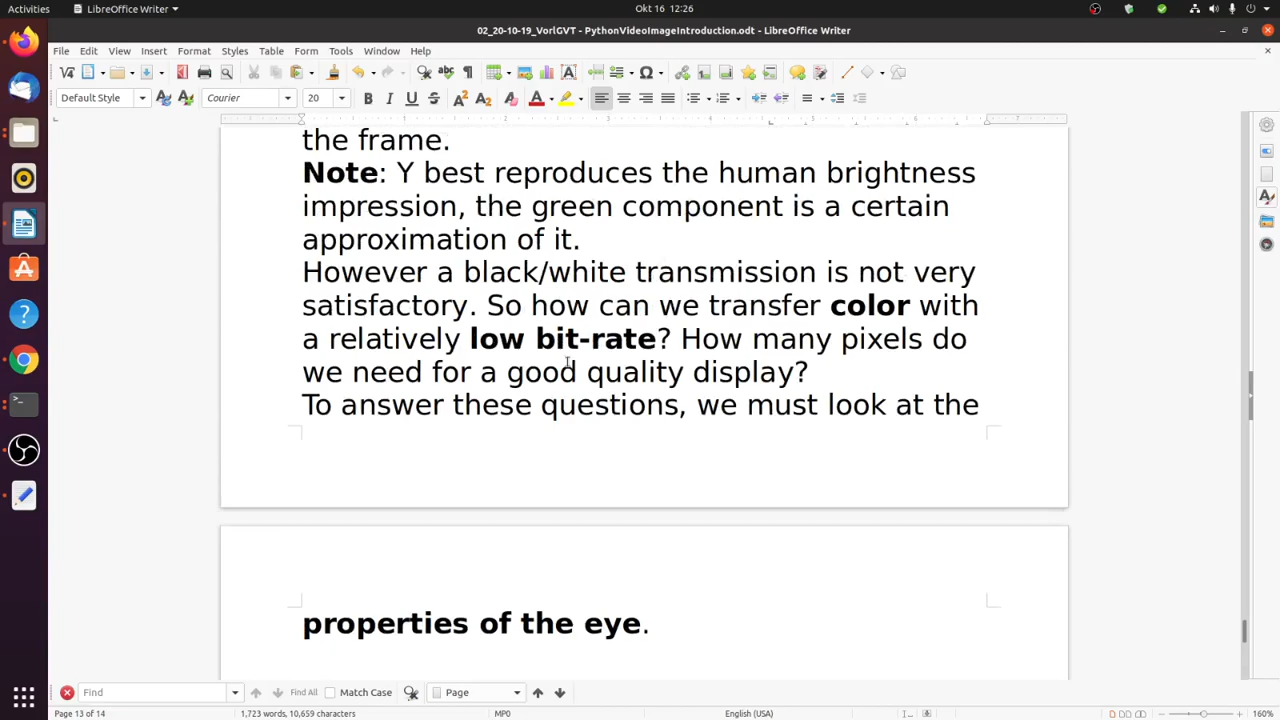 Activities
LibreOffice Writer
Okt 16 12:26
02_20-10-19_VorlGVT - PythonVideoImageIntroduction.odt - LibreOffice Writer
File Edit View Insert Format Styles Table Form Tools Window Help
Default Style
Courier
20
the frame.
Note: Y best reproduces the human brightness
impression, the green component is a certain
approximation of it.
However a black/white transmission is not very
satisfactory. So how can we transfer color with
a relatively low bit-rate? How many pixels do
we need for a good quality display?
To answer these questions, we must look at the
properties of the eye.
Find
Find All
Match Case
Page
Page 13 of 14
1,723 words, 10,659 characters
MP0
English (USA)
160%